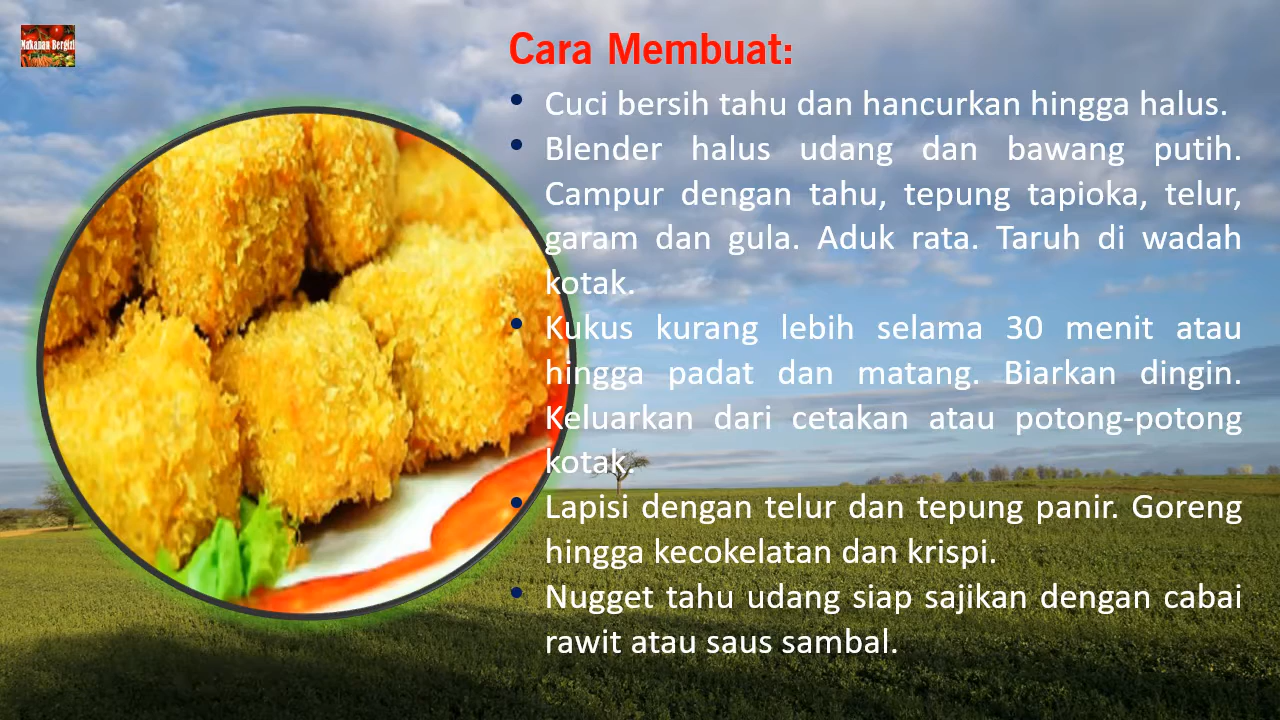 Makanan Bergizi
Cara Membuat:
• Cuci bersih tahu dan hancurkan hingga halus.
• Blender halus udang dan bawang putih.
Campur dengan tahu, tepung tapioka, telur,
garam dan gula. Aduk rata. Taruh di wadah
kotak.
• Kukus kurang lebih selama 30 menit atau
hingga padat dan matang. Biarkan dingin.
Keluarkan dari cetakan atau potong-potong
kotak.
• Lapisi dengan telur dan tepung panir. Goreng
hingga kecokelatan dan krispi.
• Nugget tahu udang siap sajikan dengan cabai
rawit atau saus sambal.